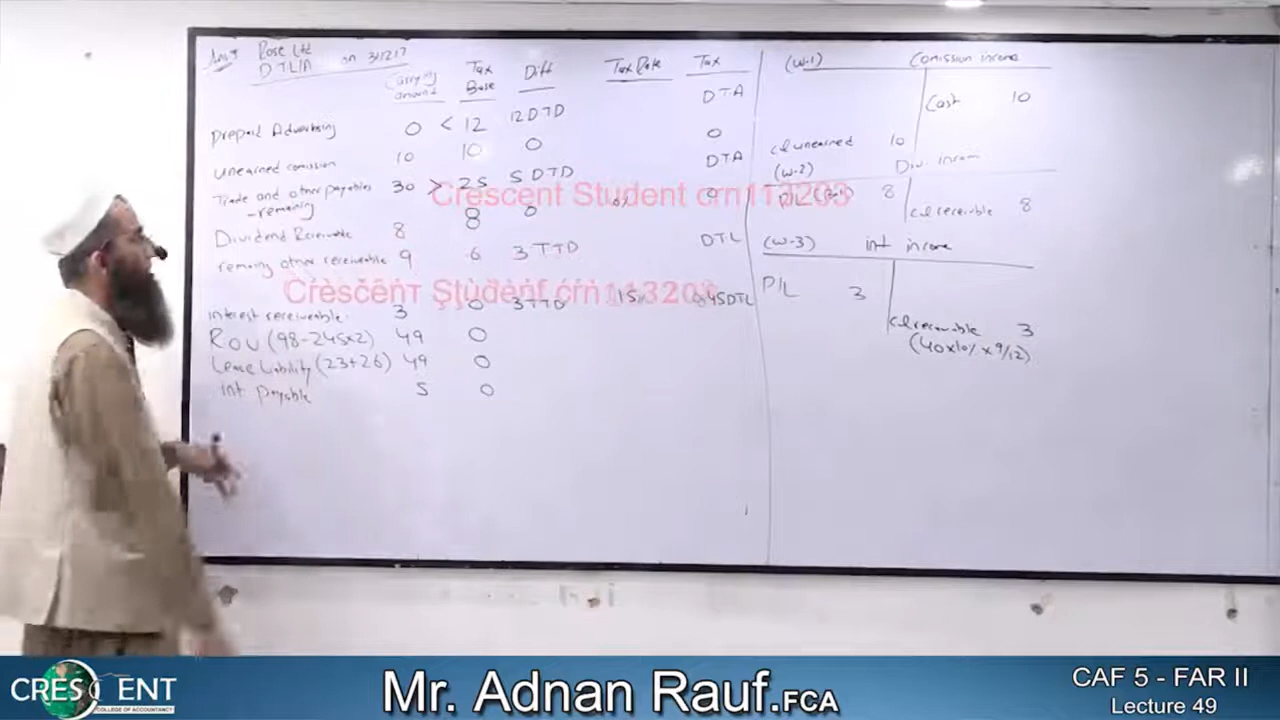 Ans Rose Ltd
DTL/A on 31/12/17
Carrying amount Tax Base Diff Tax Rate Tax
prepaid Advertising 0 < 12 12 DTD DTA
unearned comission 10 10 0 0
Trade and other payables - remaining 30 > 25 5 DTD DTA
Dividend Receivable 8 8 0 0
remaining other receivable 9 6 3 TTD DTL
interest receivable 3 0 3 TTD 15% 0.45 DTL
ROU (98-24.5x2) 49 0
Lease liability (23+26) 49 0
Int payable 5 0
(W-1) Comission income
Cash 10
c.l unearned 10
(W-2) Div. income
P/L 8
c.l receivable 8
(W-3) int income
P/L 3
c.l receivable 3
(40x10% x 9/12)
Crescent Student crn113203
Crescent Student crn113203
CRESCENT
COLLEGE OF ACCOUNTANCY
Mr. Adnan Rauf.FCA
CAF 5 - FAR II
Lecture 49